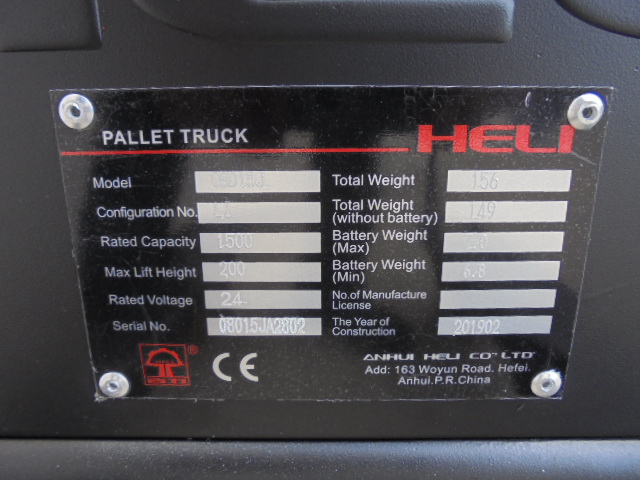 PALLET TRUCK
HELI
Model
Configuration No.
Rated Capacity 1500
Max Lift Height 200
Rated Voltage 24
Serial No. 08015JA2802
Total Weight 156
Total Weight (without battery) 149
Battery Weight (Max)
Battery Weight (Min) 6.8
No.of Manufacture License
The Year of Construction 201902
® CE
ANHUI HELI CO.,LTD
Add: 163 Woyun Road. Hefei.
Anhui.P.R.China